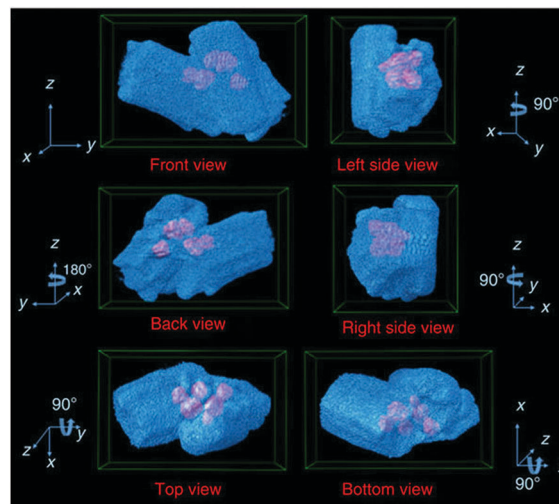 z
x
y
Front view
Left side view
90°
z
x
y
z
180°
y
x
Back view
Right side view
z
90°
x
90°
y
z
x
Top view
Bottom view
x
z
90°